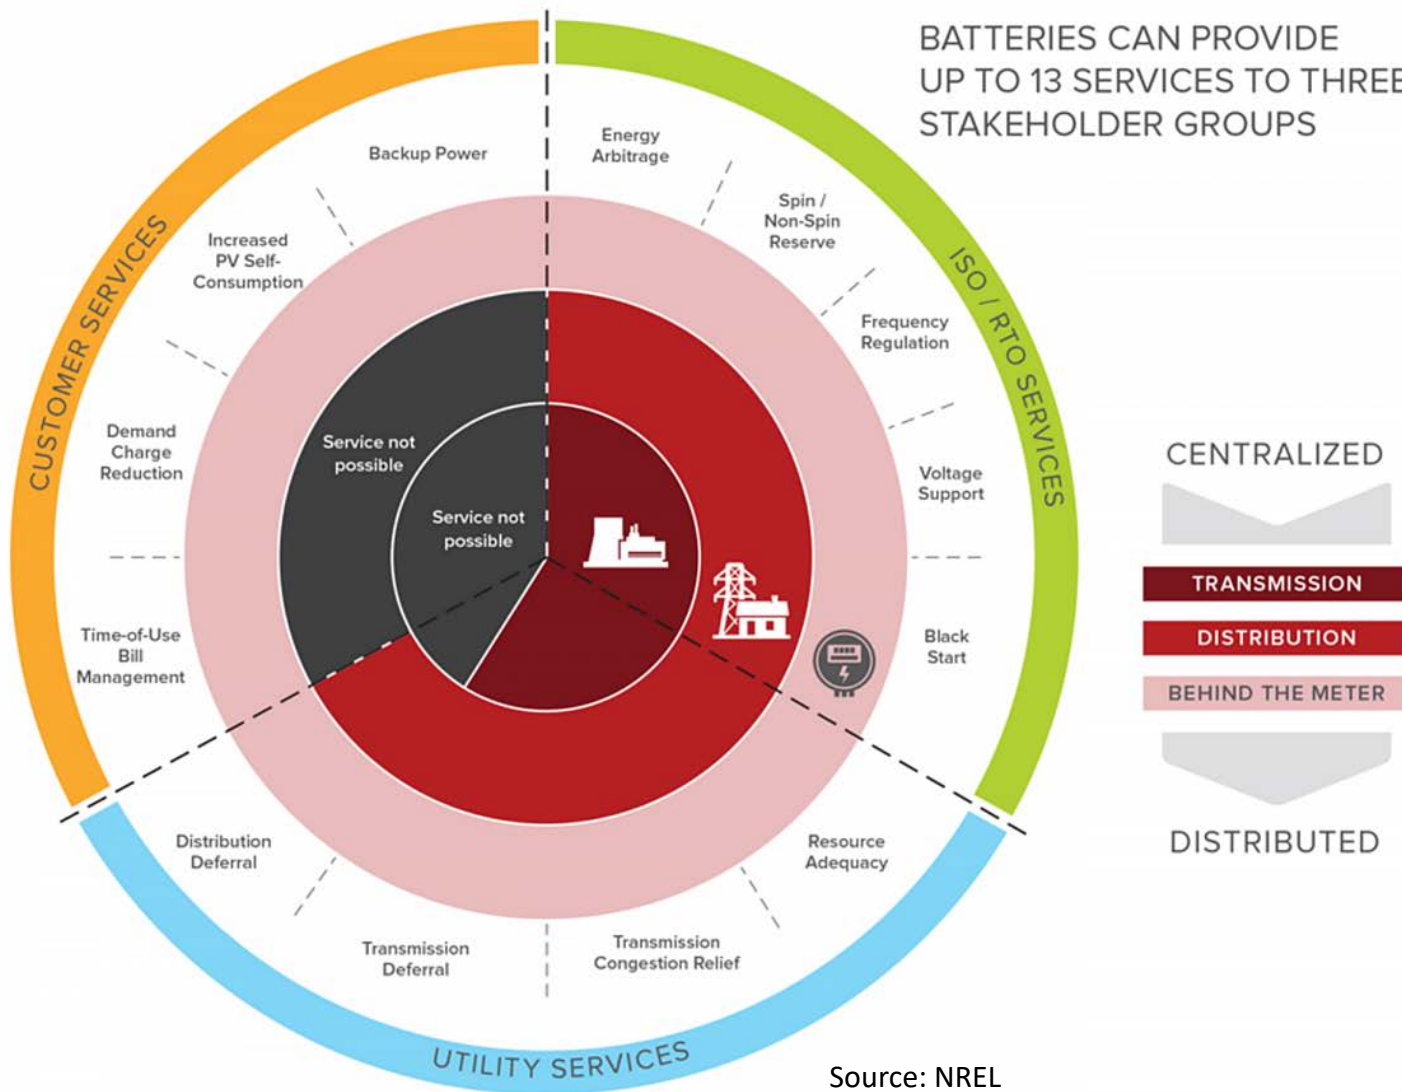 BATTERIES CAN PROVIDE
UP TO 13 SERVICES TO THREE
STAKEHOLDER GROUPS
CUSTOMER SERVICES
ISO / RTO SERVICES
UTILITY SERVICES
Backup Power
Increased
PV Self-
Consumption
Demand
Charge
Reduction
Time-of-Use
Bill
Management
Energy
Arbitrage
Spin /
Non-Spin
Reserve
Frequency
Regulation
Voltage
Support
Black
Start
Resource
Adequacy
Transmission
Congestion Relief
Transmission
Deferral
Distribution
Deferral
Service not
possible
Service not
possible
CENTRALIZED
TRANSMISSION
DISTRIBUTION
BEHIND THE METER
DISTRIBUTED
Source: NREL